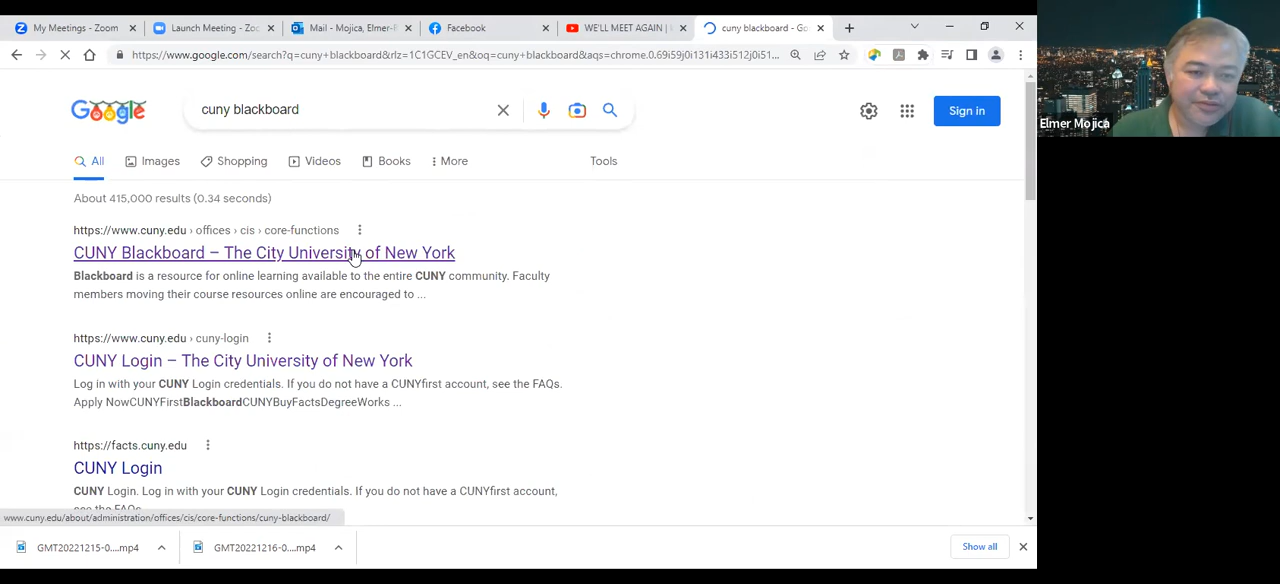 My Meetings - Zoom
Launch Meeting - Zoo
Mail - Mojica, Elmer-F
Facebook
WE'LL MEET AGAIN |
cuny blackboard - Go
https://www.google.com/search?q=cuny+blackboard&rlz=1C1GCEV_en&oq=cuny+blackboard&aqs=chrome.0.69i59j0i131i433i512j0i51...
Google
cuny blackboard
Sign in
Elmer Mojica
All
Images
Shopping
Videos
Books
More
Tools
About 415,000 results (0.34 seconds)
https://www.cuny.edu › offices › cis › core-functions
CUNY Blackboard – The City University of New York
Blackboard is a resource for online learning available to the entire CUNY community. Faculty
members moving their course resources online are encouraged to ...
https://www.cuny.edu › cuny-login
CUNY Login – The City University of New York
Log in with your CUNY Login credentials. If you do not have a CUNYfirst account, see the FAQs.
Apply NowCUNYFirstBlackboardCUNYBuyFactsDegreeWorks ...
https://facts.cuny.edu
CUNY Login
CUNY Login. Log in with your CUNY Login credentials. If you do not have a CUNYfirst account,
see the FAQs.
www.cuny.edu/about/administration/offices/cis/core-functions/cuny-blackboard/
GMT20221215-0....mp4
GMT20221216-0....mp4
Show all